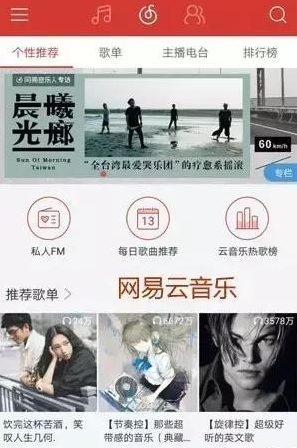 个性推荐 歌单 主播电台 排行榜
网易音乐人专访
晨曦
光廊
Sun Of Morning
Taiwan
“全台湾最爱哭乐团”的疗愈系摇滚
60 km/h
专栏
13
私人FM 每日歌曲推荐 云音乐热歌榜
推荐歌单 >
网易云音乐
74万 6672万 3578万
饮完这杯苦酒,笑
叹人生几何.
【节奏控】那些超
带感的音乐（典藏...
【旋律控】超级好
听的英文歌